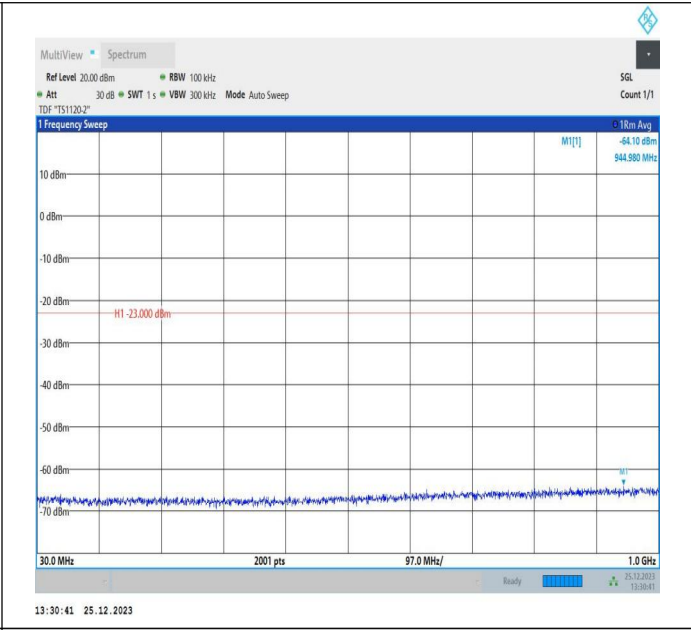 R/S
MultiView Spectrum
Ref Level 20.00 dBm RBW 100 kHz SGL
Att 30 dB SWT 1 s VBW 300 kHz Mode Auto Sweep Count 1/1
TDF "TS1120-2"
1 Frequency Sweep 1Rm Avg
M1[1] -64.10 dBm
944.980 MHz
10 dBm
0 dBm
-10 dBm
-20 dBm
H1 -23.000 dBm
-30 dBm
-40 dBm
-50 dBm
-60 dBm
M1
-70 dBm
30.0 MHz 2001 pts 97.0 MHz/ 1.0 GHz
Ready 25.12.2023
13:30:41
13:30:41 25.12.2023